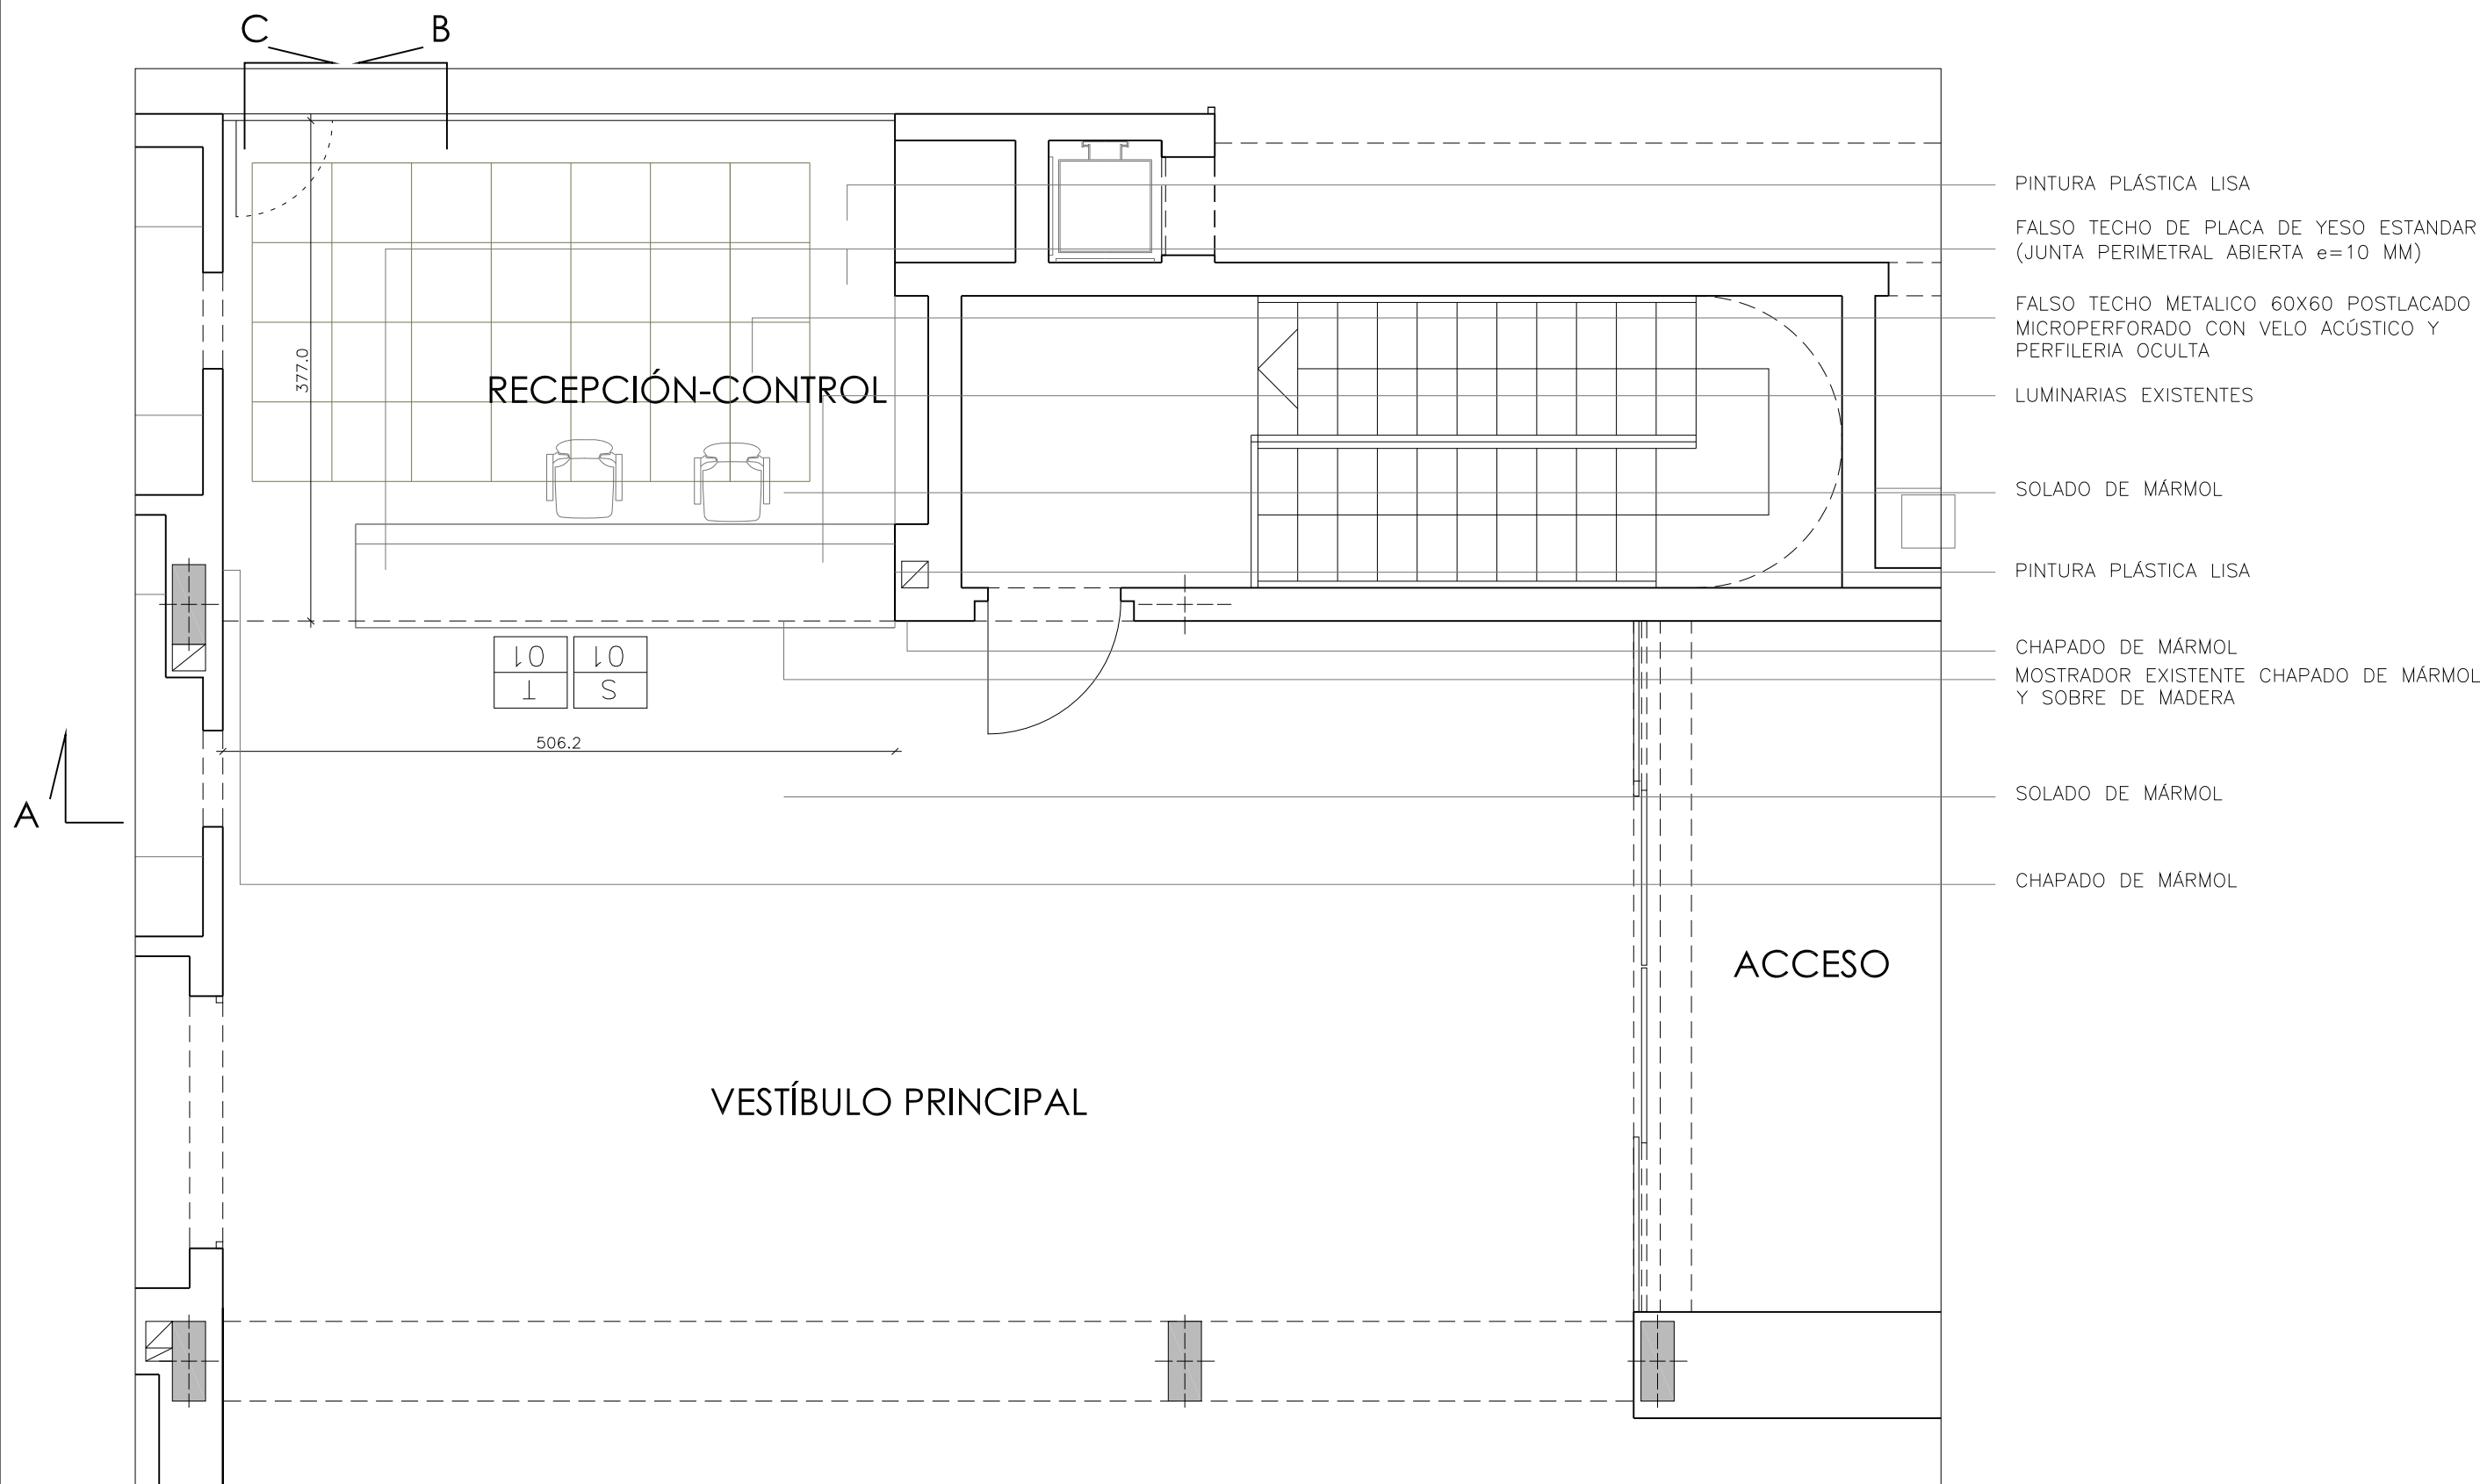 C
B
PINTURA PLÁSTICA LISA
FALSO TECHO DE PLACA DE YESO ESTANDAR
(JUNTA PERIMETRAL ABIERTA e=10 MM)
FALSO TECHO METALICO 60X60 POSTLACADO
MICROPERFORADO CON VELO ACÚSTICO Y
PERFILERIA OCULTA
377.0
RECEPCIÓN-CONTROL
LUMINARIAS EXISTENTES
SOLADO DE MÁRMOL
PINTURA PLÁSTICA LISA
CHAPADO DE MÁRMOL
MOSTRADOR EXISTENTE CHAPADO DE MÁRMOL
Y SOBRE DE MADERA
01
01
T
S
506.2
SOLADO DE MÁRMOL
A
CHAPADO DE MÁRMOL
ACCESO
VESTÍBULO PRINCIPAL